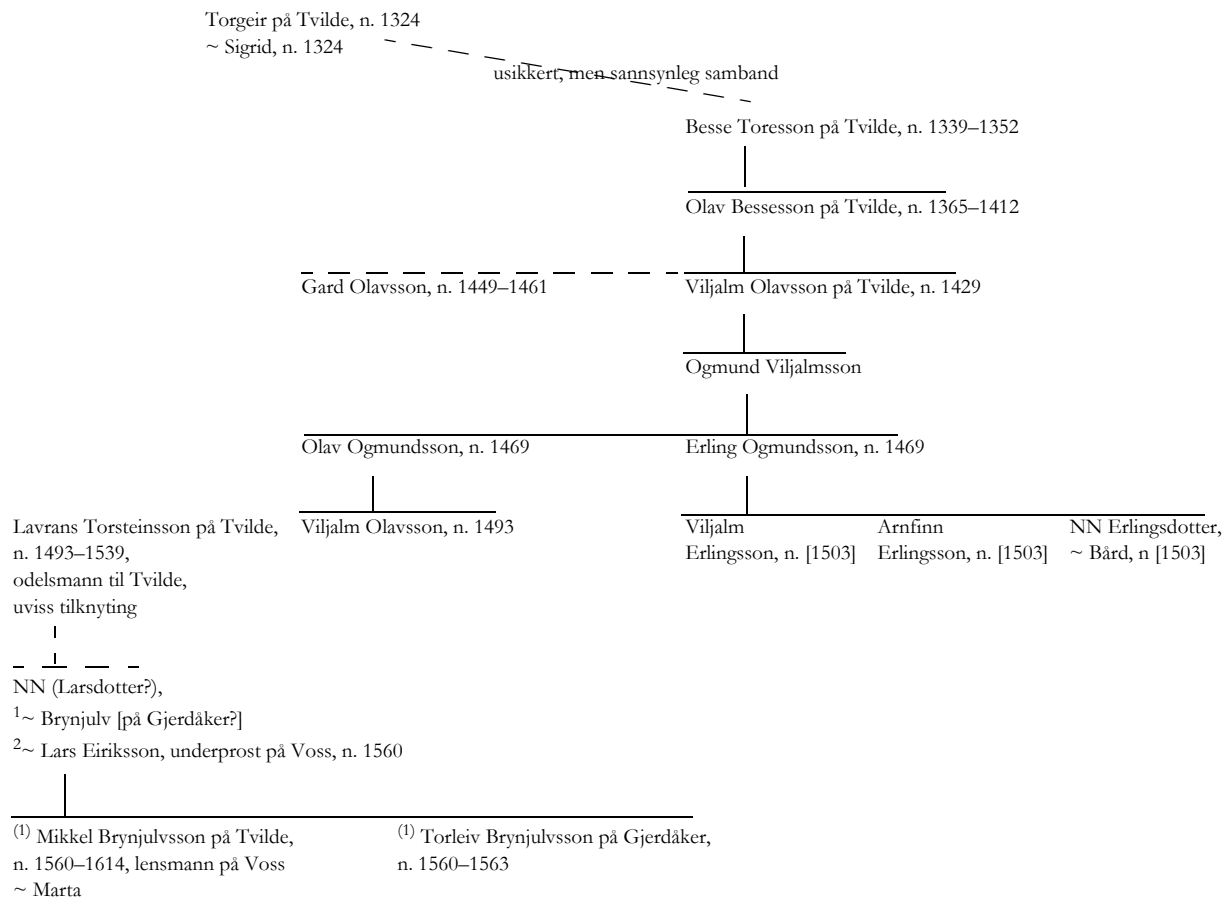 Torgeir på Tvilde, n. 1324
~ Sigrid, n. 1324
usikkert, men sannsynleg samband
Besse Toresson på Tvilde, n. 1339–1352
Olav Bessesson på Tvilde, n. 1365–1412
Gard Olavsson, n. 1449–1461
Viljalm Olavsson på Tvilde, n. 1429
Ogmund Viljalmsson
Olav Ogmundsson, n. 1469
Erling Ogmundsson, n. 1469
Lavrans Torsteinsson på Tvilde,
n. 1493–1539,
odelsmann til Tvilde,
uviss tilknyting
Viljalm Olavsson, n. 1493
Viljalm
Erlingsson, n. [1503]
Arnfinn
Erlingsson, n. [1503]
NN Erlingsdotter,
~ Bård, n [1503]
NN (Larsdotter?),
1~ Brynjulv [på Gjerdåker?]
2~ Lars Eiriksson, underprost på Voss, n. 1560
(1) Mikkel Brynjulvsson på Tvilde,
n. 1560–1614, lensmann på Voss
~ Marta
(1) Torleiv Brynjulvsson på Gjerdåker,
n. 1560–1563